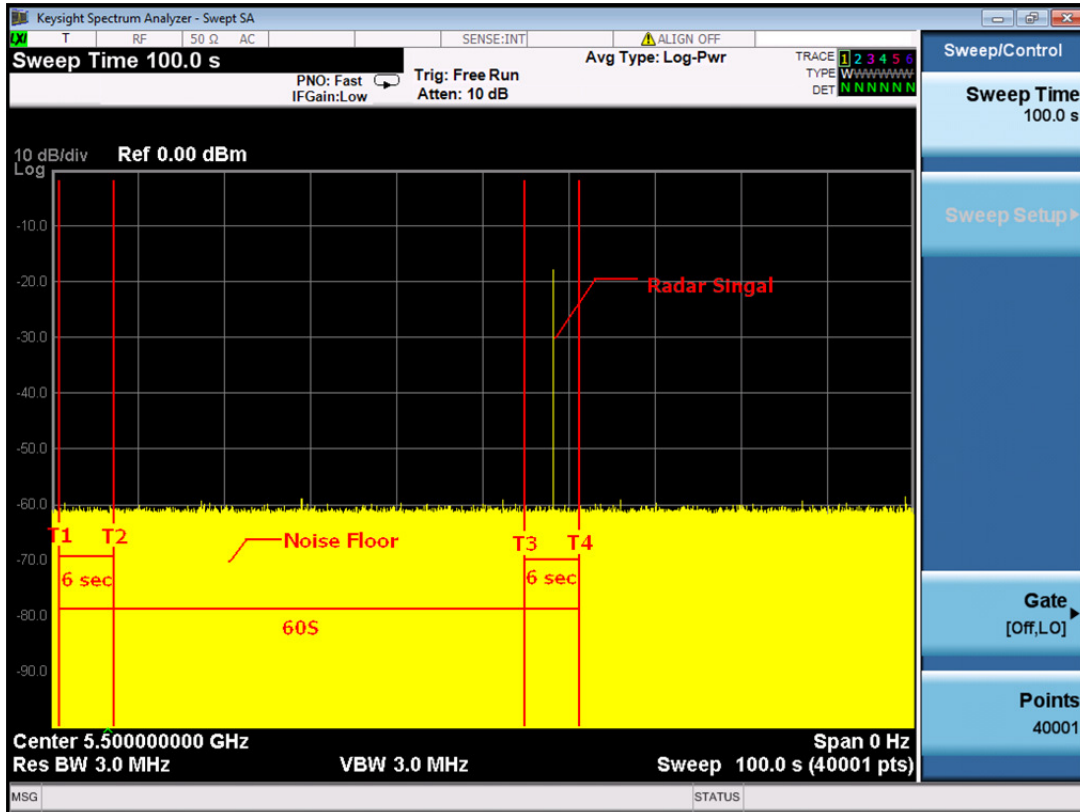 Keysight Spectrum Analyzer - Swept SA
LXI T RF 50 Ω AC SENSE:INT ALIGN OFF
Sweep Time 100.0 s
PNO: Fast
IFGain:Low
Trig: Free Run
Atten: 10 dB
Avg Type: Log-Pwr
TRACE 1 2 3 4 5 6
TYPE WWWWWW
DET N N N N N N
10 dB/div Ref 0.00 dBm
Log
-10.0
-20.0
-30.0
-40.0
-50.0
-60.0
-70.0
-80.0
-90.0
Radar Singal
T1 T2 T3 T4
Noise Floor
6 sec 6 sec
60S
Center 5.500000000 GHz Span 0 Hz
Res BW 3.0 MHz VBW 3.0 MHz Sweep 100.0 s (40001 pts)
MSG STATUS
Sweep/Control
Sweep Time
100.0 s
Sweep Setup
Gate
[Off,LO]
Points
40001